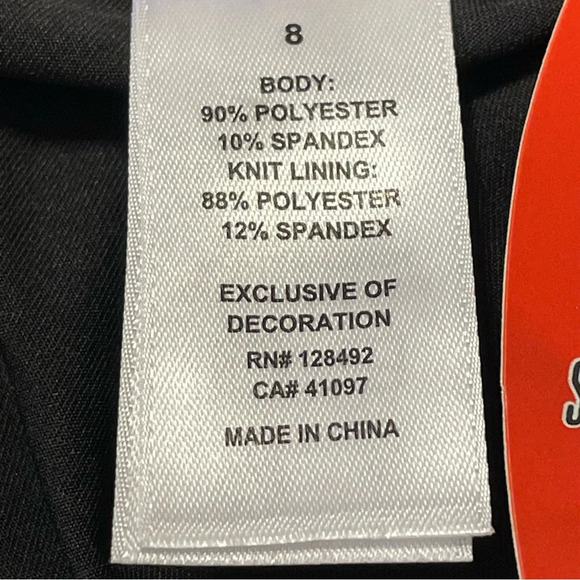 8
BODY:
90% POLYESTER
10% SPANDEX
KNIT LINING:
88% POLYESTER
12% SPANDEX
EXCLUSIVE OF
DECORATION
RN# 128492
CA# 41097
MADE IN CHINA
S